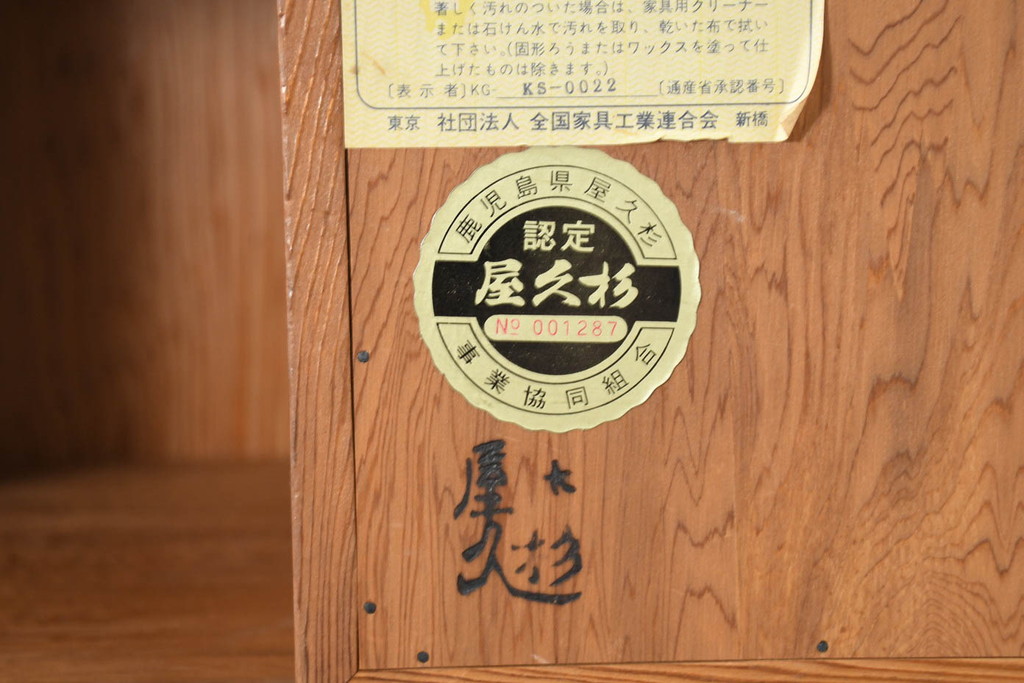 著しく汚れのついた場合は、家具用クリーナー
または石けん水で汚れを取り、乾いた布で拭い
て下さい。(固形ろうまたはワックスを塗って仕
上げたものは除きます。)
〔表示者〕KG- KS-0022 〔通産省承認番号〕
東京 社団法人 全国家具工業連合会 新橋
鹿児島県屋久杉
認定
屋久杉
No 001287
事業協同組合
屋久杉